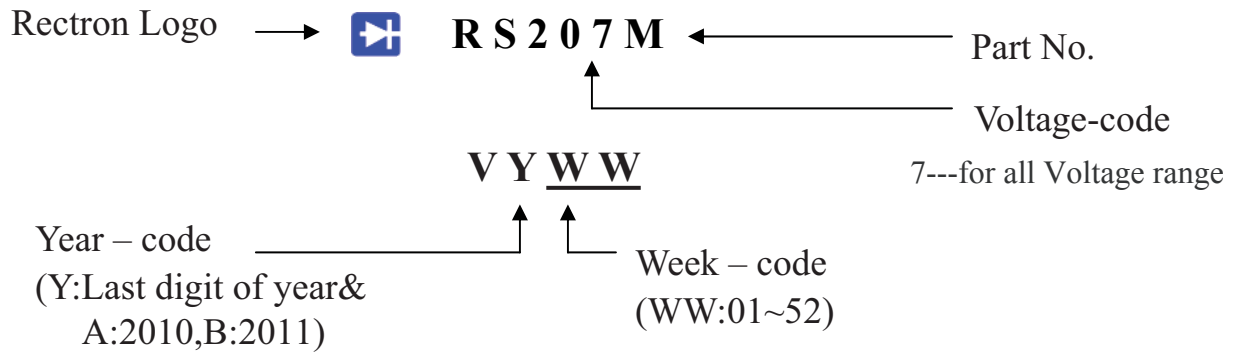 Rectron Logo
R S 2 0 7 M
Part No.
Voltage-code
7---for all Voltage range
V Y W W
Year – code
(Y:Last digit of year&
A:2010,B:2011)
Week – code
(WW:01~52)